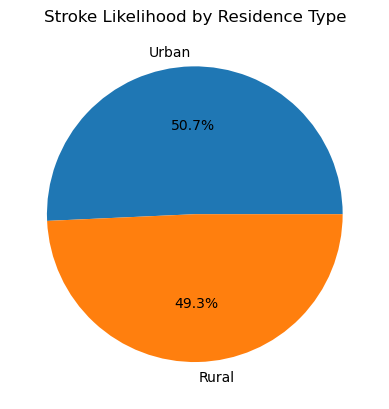 Stroke Likelihood by Residence Type
Urban
50.7%
49.3%
Rural